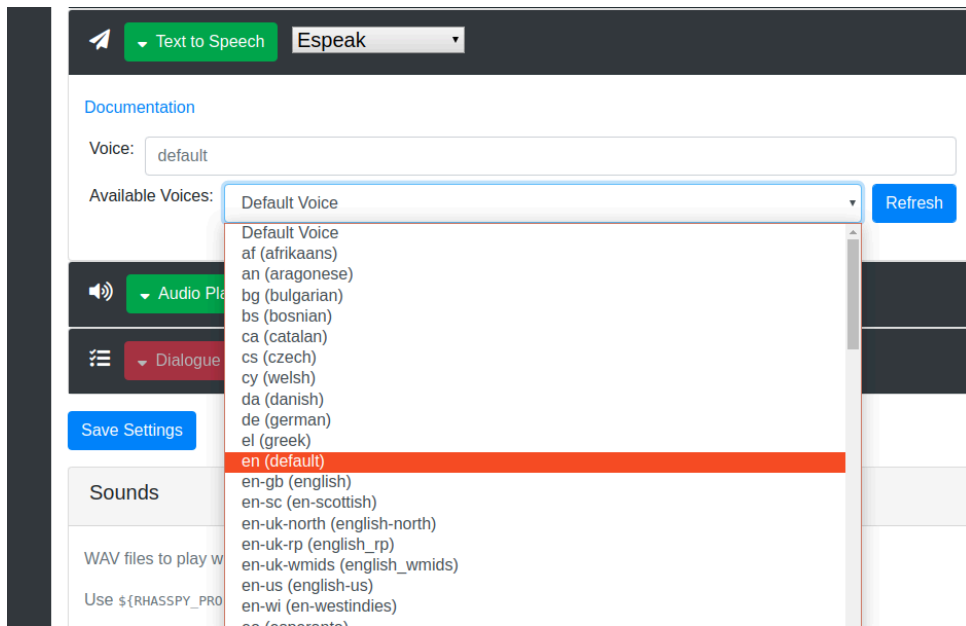 Text to Speech Espeak
Documentation
Voice: default
Available Voices: Default Voice Refresh
Default Voice
af (afrikaans)
an (aragonese)
bg (bulgarian)
Audio Pla
bs (bosnian)
ca (catalan)
cs (czech)
Dialogue
cy (welsh)
da (danish)
de (german)
Save Settings
el (greek)
en (default)
en-gb (english)
Sounds
en-sc (en-scottish)
en-uk-north (english-north)
en-uk-rp (english_rp)
WAV files to play w
en-uk-wmids (english_wmids)
en-us (english-us)
Use ${RHASSPY_PRO
en-wi (en-westindies)